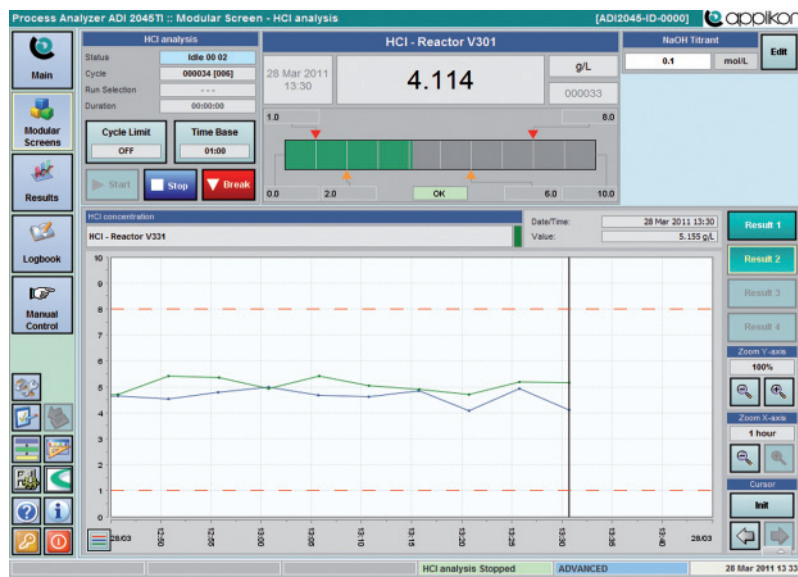 Process Analyzer ADI 2045TI :: Modular Screen - HCl analysis
[ADI2045-ID-0000]
applikon
Main
Modular
Screens
Results
Logbook
Manual
Control
HCl analysis
Status
Idle 00 02
Cycle
000034 [006]
Run Selection
- - -
Duration
00:00:00
Cycle Limit
OFF
Time Base
01:00
Start
Stop
Break
HCl - Reactor V301
28 Mar 2011
13:30
4.114
g/L
000033
1.0
8.0
0.0
2.0
OK
6.0
10.0
NaOH Titrant
0.1
mol/L
Edit
HCl concentration
HCl - Reactor V331
Date/Time:
28 Mar 2011 13:30
Value:
5.155 g/L
Result 1
Result 2
Result 3
Result 4
Zoom Y-axis
100%
Zoom X-axis
1 hour
Cursor
Init
10
9
8
7
6
5
4
3
2
1
0
28/03
12:50
12:55
13:00
13:05
13:10
13:15
13:20
13:25
13:30
13:35
13:40
28/03
HCl analysis Stopped
ADVANCED
28 Mar 2011 13 33